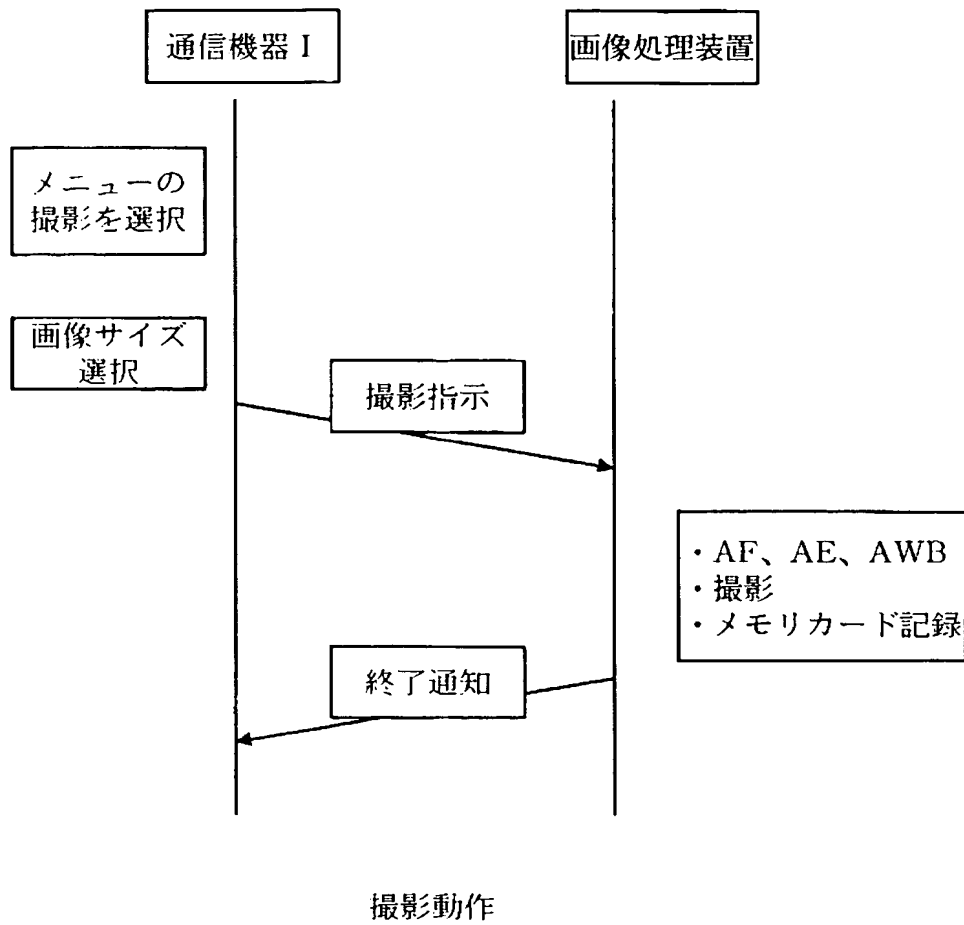 通信機器 I
画像処理装置
メニューの
撮影を選択
画像サイズ
選択
撮影指示
・AF、AE、AWB
・撮影
・メモリカード記録
終了通知
撮影動作